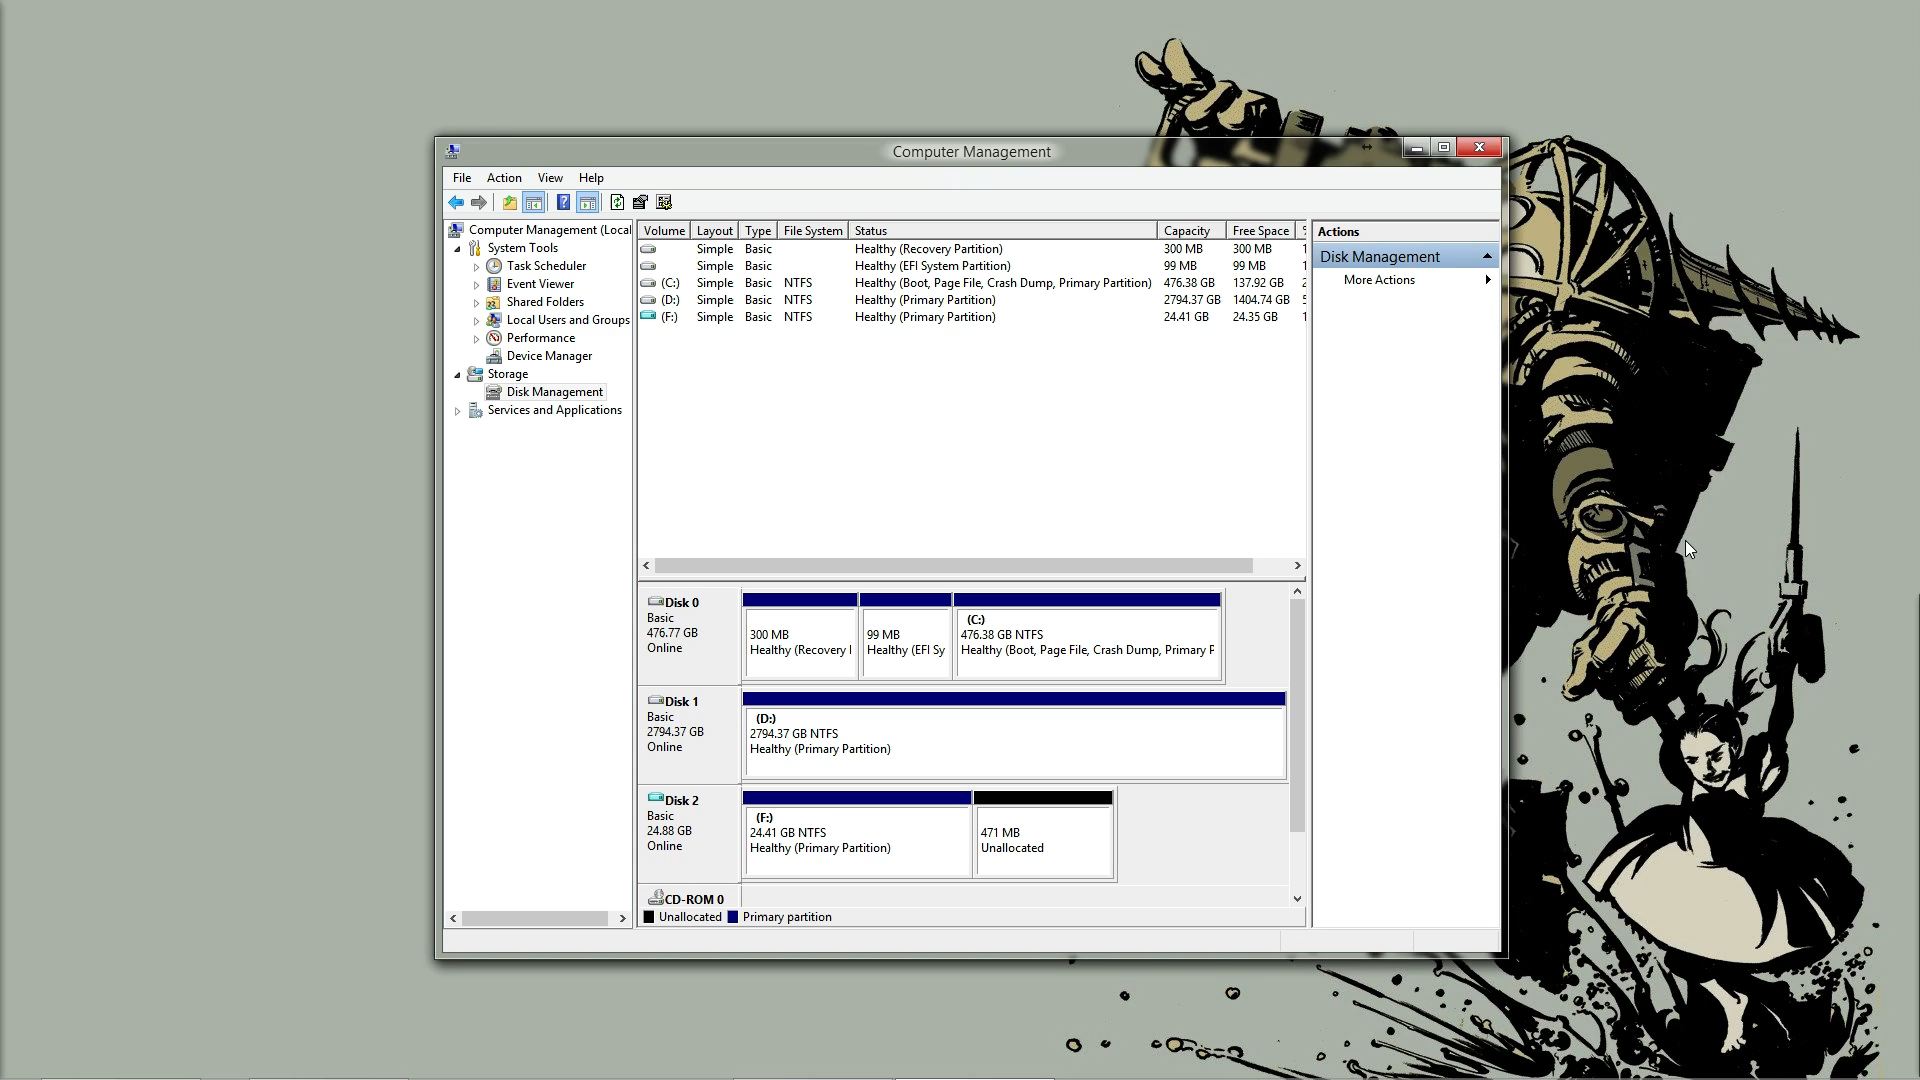 Computer Management
File Action View Help
Computer Management (Local
System Tools
Task Scheduler
Event Viewer
Shared Folders
Local Users and Groups
Performance
Device Manager
Storage
Disk Management
Services and Applications
Volume Layout Type File System Status Capacity Free Space
Simple Basic Healthy (Recovery Partition) 300 MB 300 MB 1
Simple Basic Healthy (EFI System Partition) 99 MB 99 MB 1
(C:) Simple Basic NTFS Healthy (Boot, Page File, Crash Dump, Primary Partition) 476.38 GB 137.92 GB 2
(D:) Simple Basic NTFS Healthy (Primary Partition) 2794.37 GB 1404.74 GB 5
(F:) Simple Basic NTFS Healthy (Primary Partition) 24.41 GB 24.35 GB 1
Disk 0
Basic
476.77 GB
Online
300 MB
Healthy (Recovery
99 MB
Healthy (EFI Sy
(C:)
476.38 GB NTFS
Healthy (Boot, Page File, Crash Dump, Primary P
Disk 1
Basic
2794.37 GB
Online
(D:)
2794.37 GB NTFS
Healthy (Primary Partition)
Disk 2
Basic
24.88 GB
Online
(F:)
24.41 GB NTFS
Healthy (Primary Partition)
471 MB
Unallocated
CD-ROM 0
Unallocated Primary partition
Actions
Disk Management
More Actions